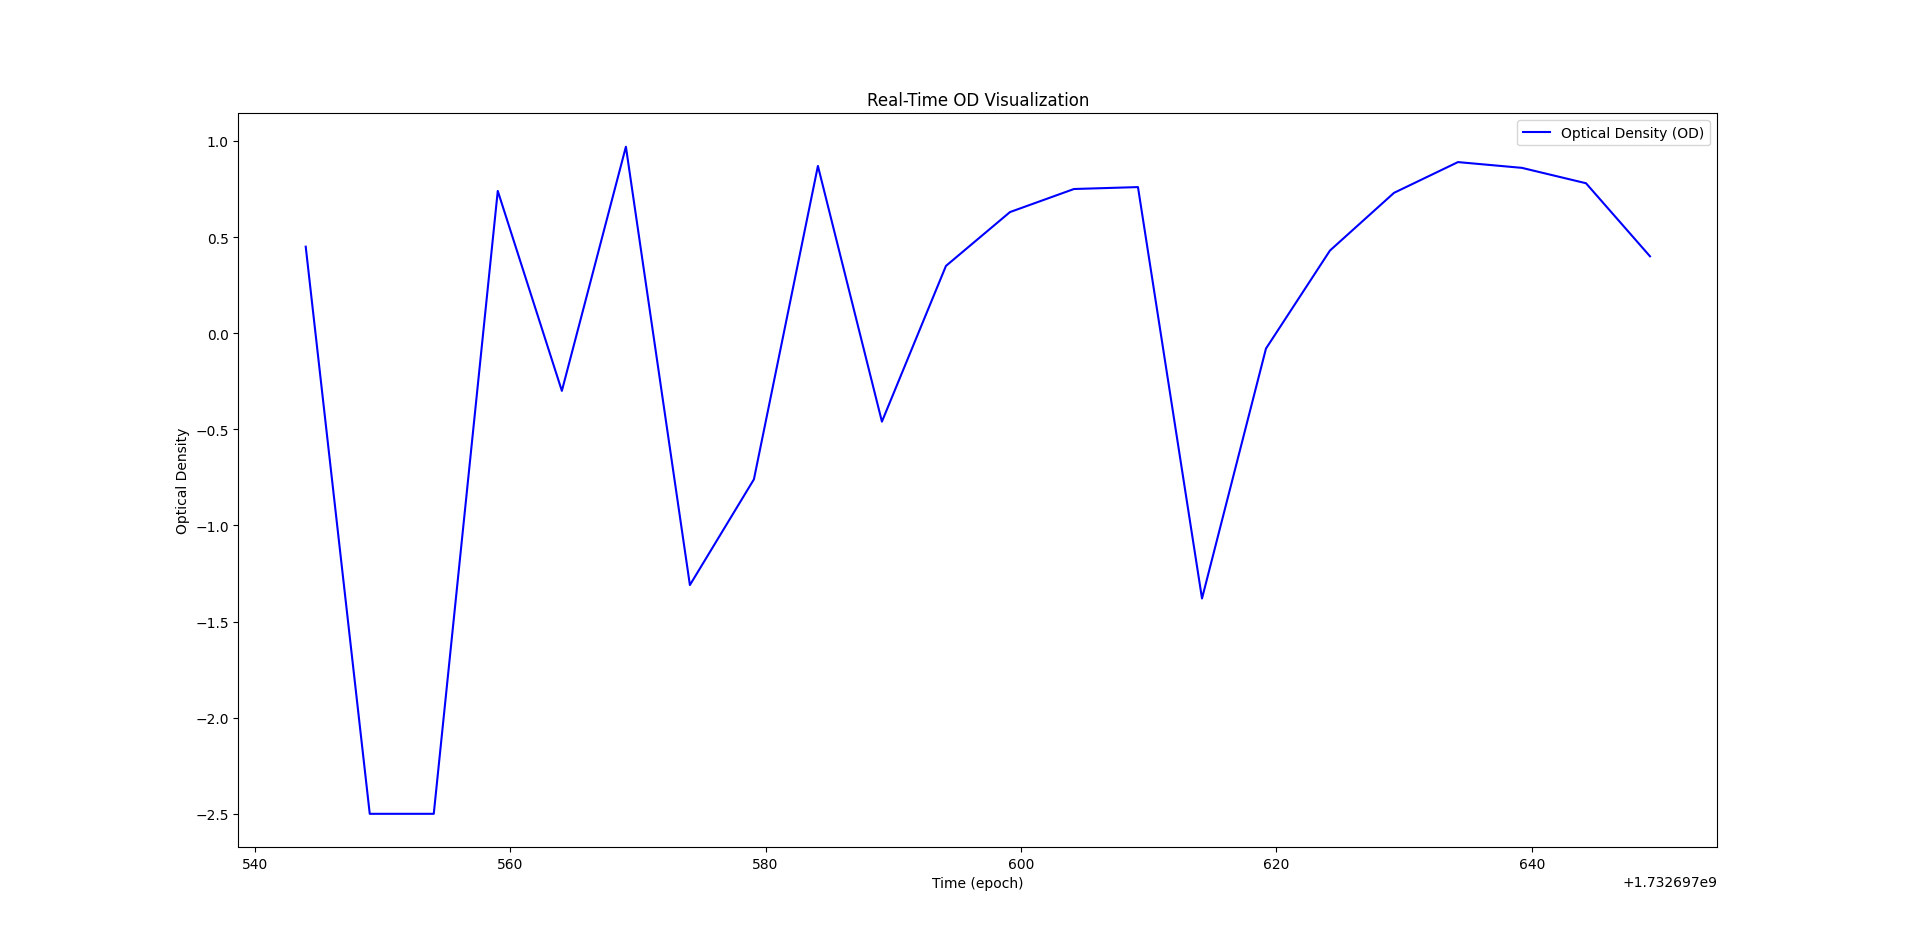 Real-Time OD Visualization
Optical Density (OD)
Optical Density
1.0
0.5
0.0
−0.5
−1.0
−1.5
−2.0
−2.5
540 560 580 600 620 640
Time (epoch)
+1.732697e9